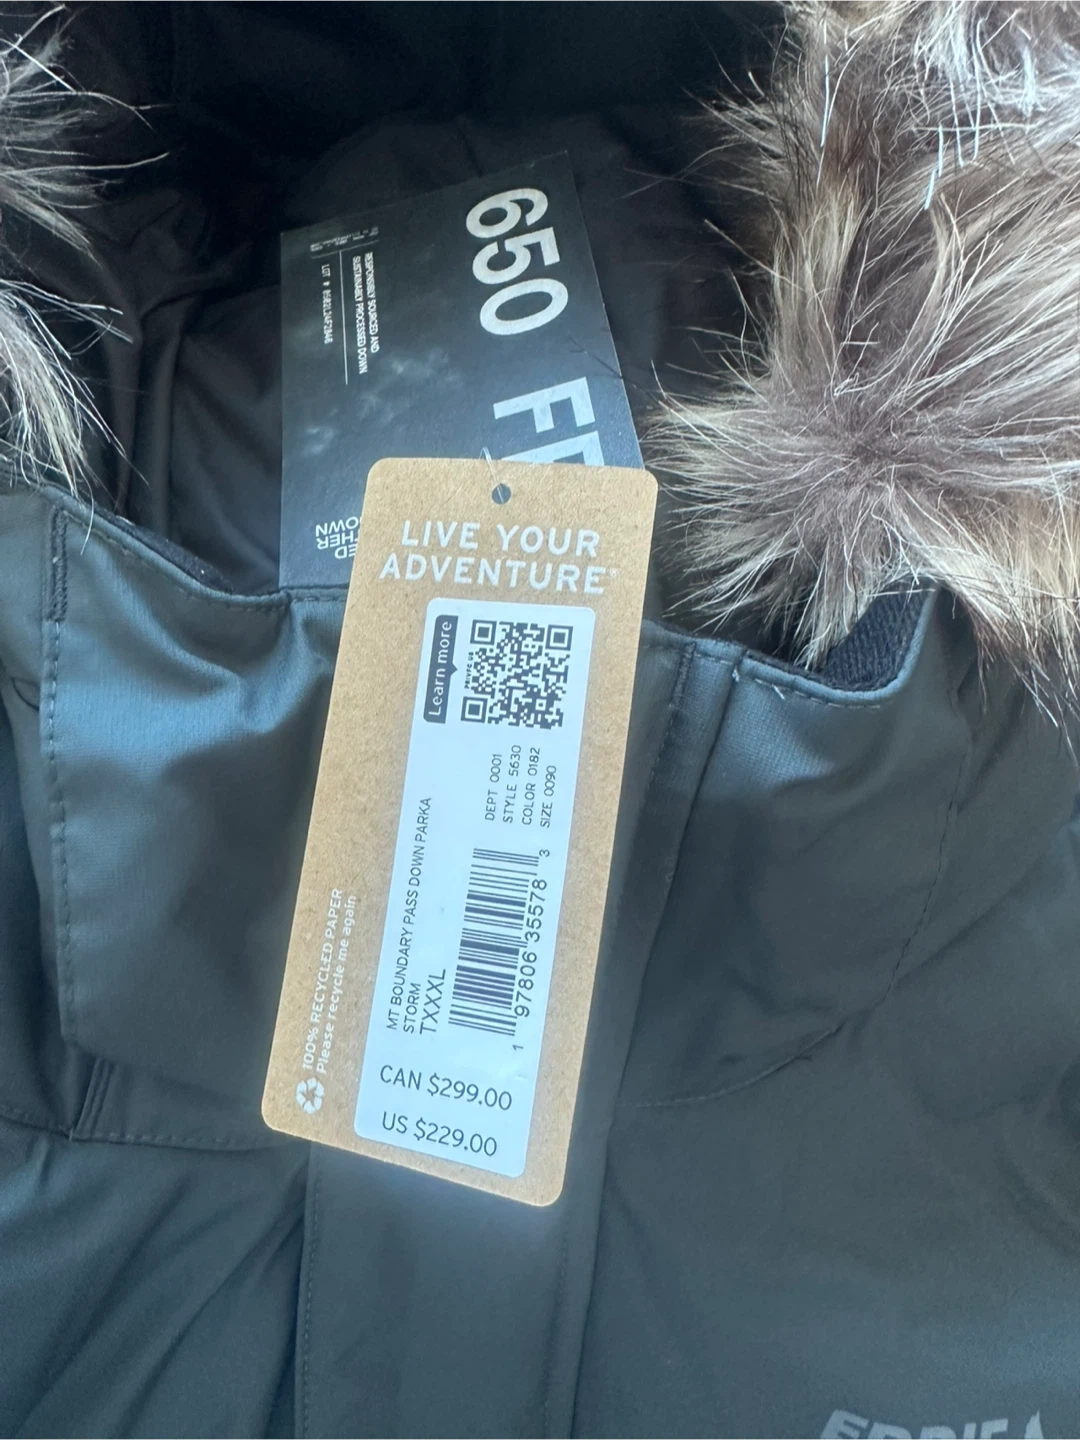 650 
RESPONSIBLY SOURCED AND
SUSTAINABLY PROCESSED DOWN
LOT #
LIVE YOUR
ADVENTURE
Learn more
DEPT 0001
STYLE 5630
COLOR 0182
SIZE 0090
MT BOUNDARY PASS DOWN PARKA
STORM
TXXXL
1 97806 35578 3
CAN $299.00
US $229.00
100% RECYCLED PAPER
Please recycle me again
EDDIE